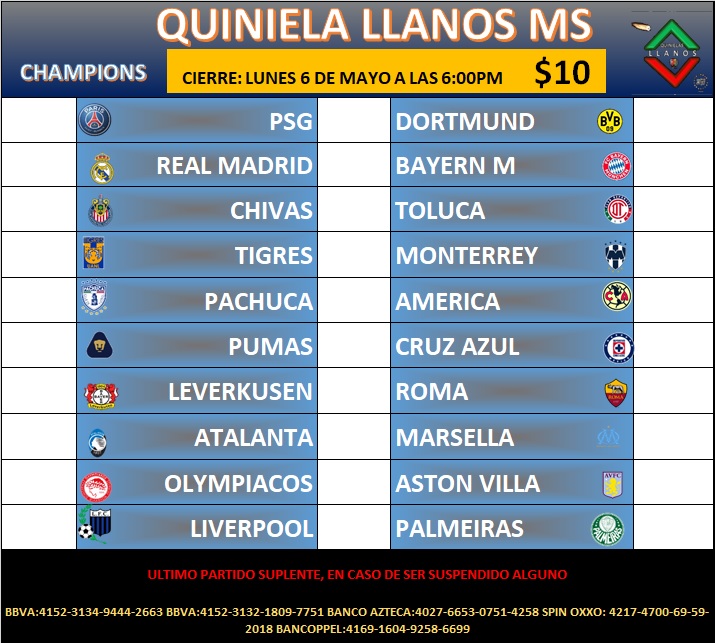 QUINIELA LLANOS MS
CHAMPIONS
CIERRE: LUNES 6 DE MAYO A LAS 6:00PM $10
QUINIELAS
LLANOS
MS
PSG DORTMUND
REAL MADRID BAYERN M
CHIVAS TOLUCA
TIGRES MONTERREY
PACHUCA AMERICA
PUMAS CRUZ AZUL
LEVERKUSEN ROMA
ATALANTA MARSELLA
OLYMPIACOS ASTON VILLA
LIVERPOOL PALMEIRAS
ULTIMO PARTIDO SUPLENTE, EN CASO DE SER SUSPENDIDO ALGUNO
BBVA:4152-3134-9444-2663 BBVA:4152-3132-1809-7751 BANCO AZTECA:4027-6653-0751-4258 SPIN OXXO: 4217-4700-69-59-
2018 BANCOPPEL:4169-1604-9258-6699